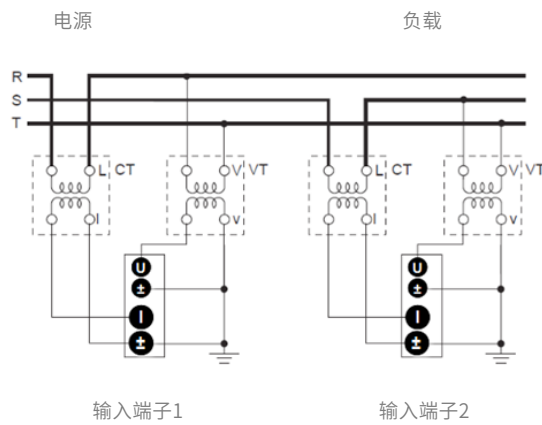 电源 负载
R
S
T
L CT V VT L CT V VT
l v l v
U U
± ±
I I
± ±
输入端子1 输入端子2